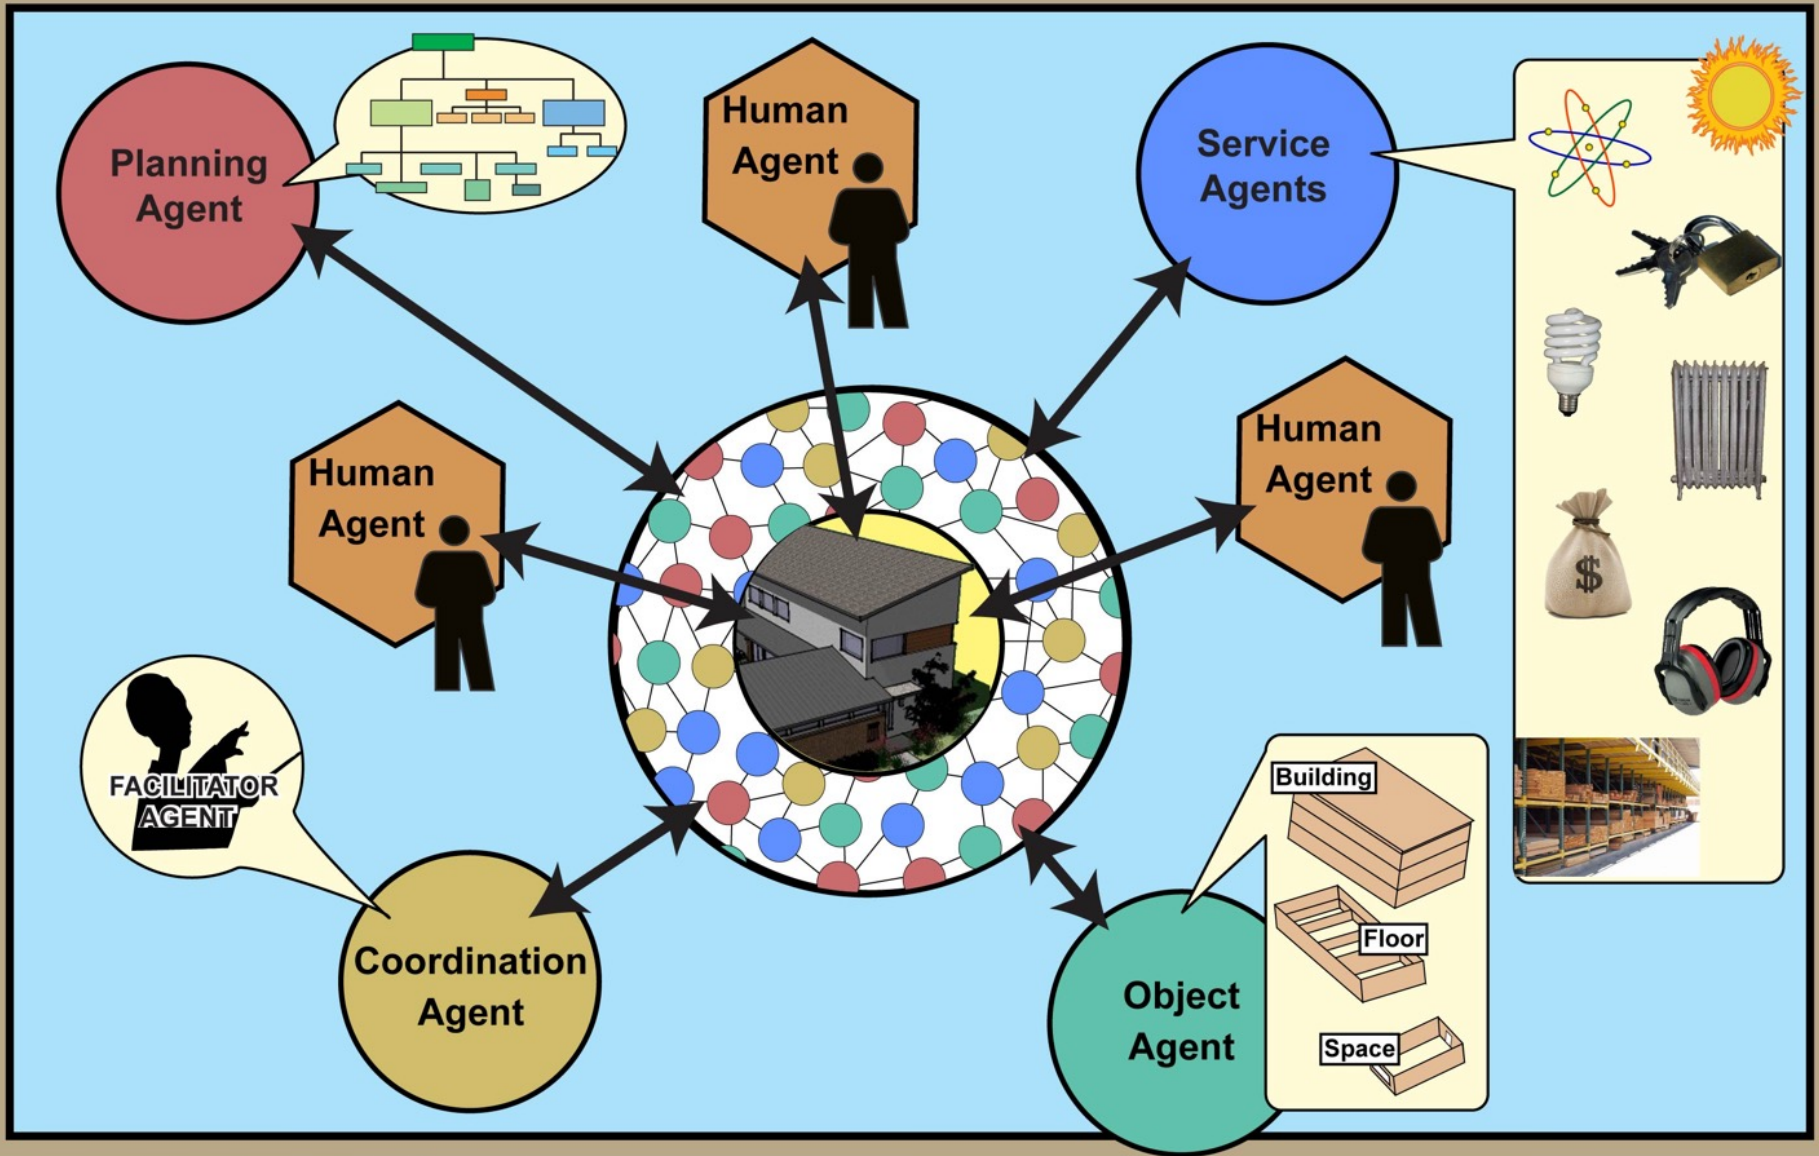 Planning
Agent
Human
Agent
Service
Agents
Human
Agent
Human
Agent
$
FACILITATOR
AGENT
Coordination
Agent
Object
Agent
Building
Floor
Space